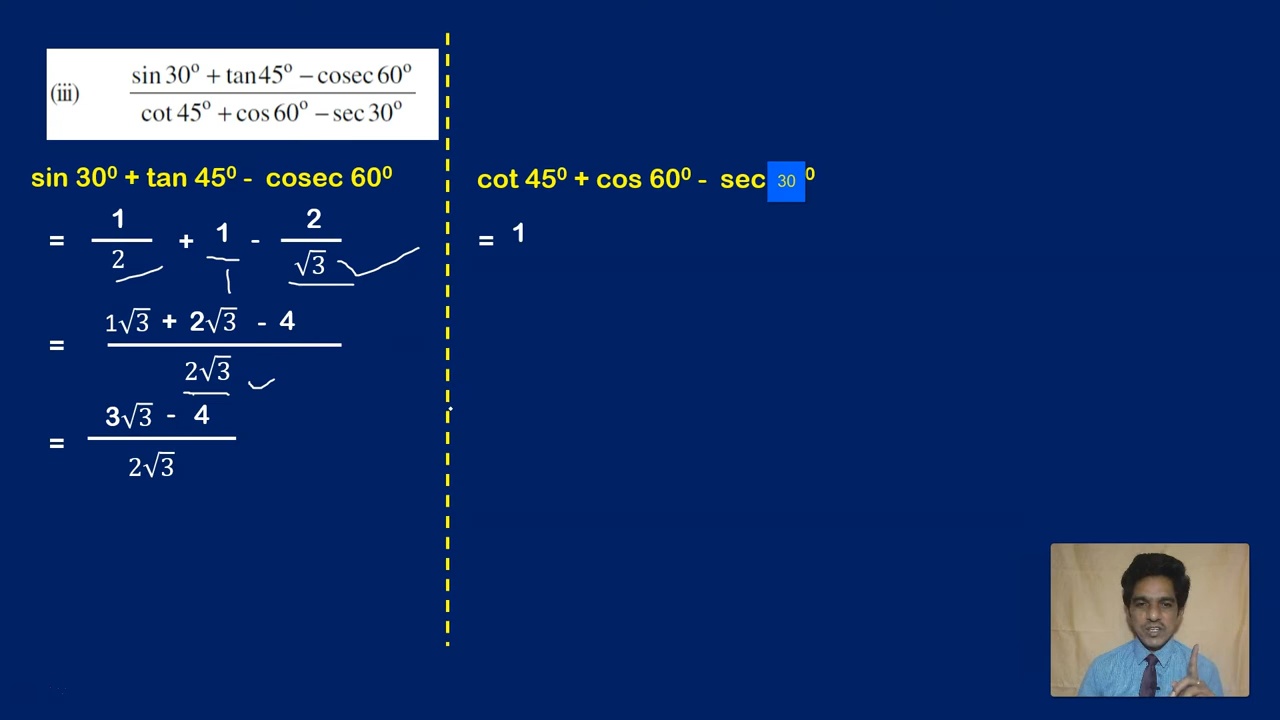 (iii) sin 30° + tan 45° − cosec 60°
cot 45° + cos 60° − sec 30°
sin 30⁰ + tan 45⁰ - cosec 60⁰
= 1/2 + 1/1 - 2/√3
= (1√3 + 2√3 - 4)/(2√3)
= (3√3 - 4)/(2√3)
cot 45⁰ + cos 60⁰ - sec 30⁰
= 1